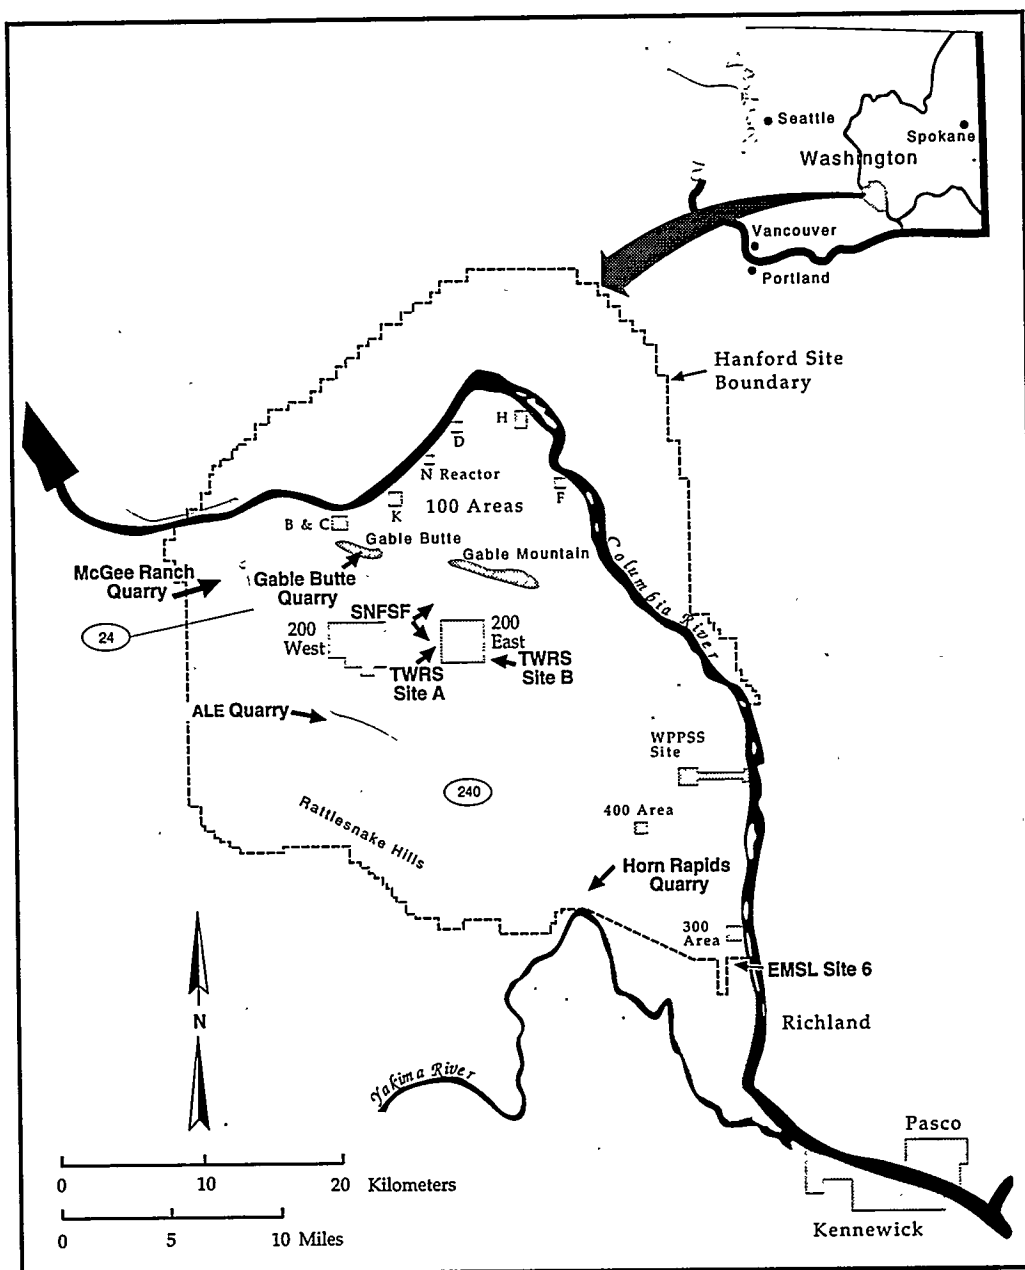 Seattle
Spokane
Washington
Vancouver
Portland
Hanford Site
Boundary
H
D
N Reactor
F
K
100 Areas
B & C
Gable Butte
Gable Mountain
Columbia River
McGee Ranch
Quarry
Gable Butte
Quarry
SNFSF
24
200
West
200
East
TWRS
Site A
TWRS
Site B
ALE Quarry
WPPSS
Site
240
400 Area
Rattlesnake Hills
Horn Rapids
Quarry
300
Area
EMSL Site 6
N
Richland
Yakima River
Pasco
0 10 20 Kilometers
0 5 10 Miles
Kennewick